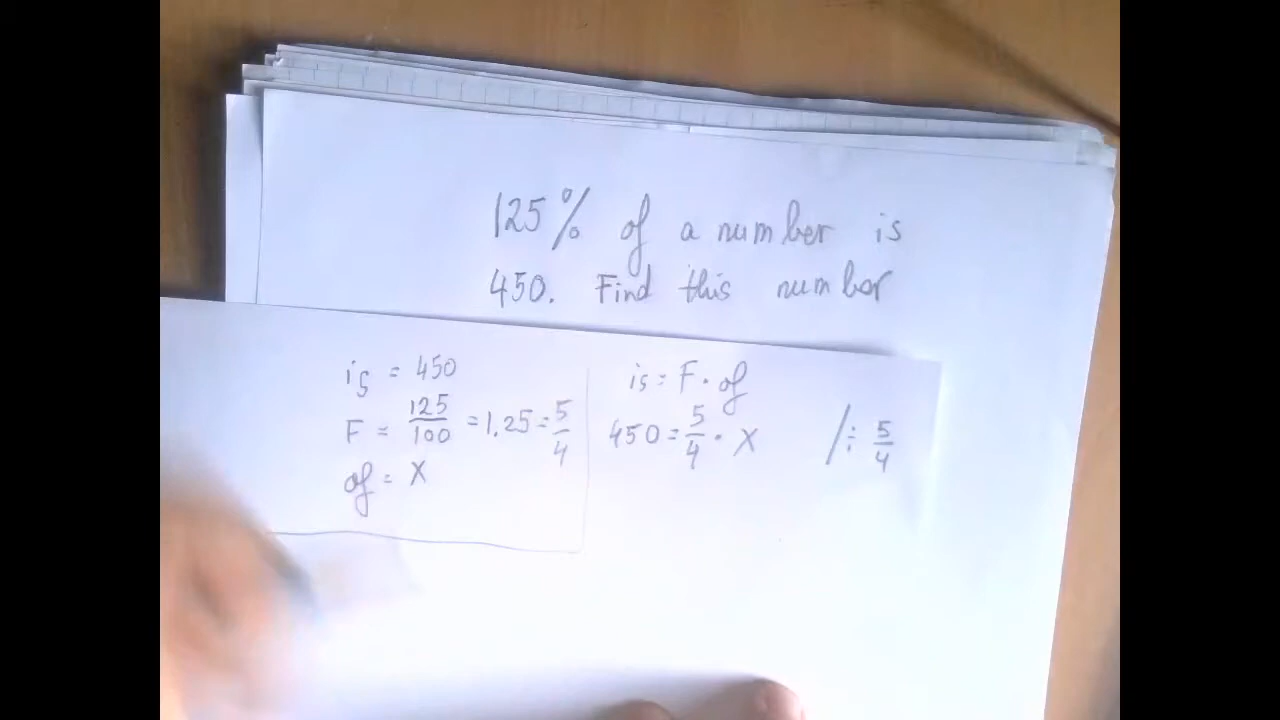 125% of a number is
450. Find this number
is = 450
F = 125/100 = 1.25 = 5/4
of = X
is = F · of
450 = 5/4 · X /÷ 5/4